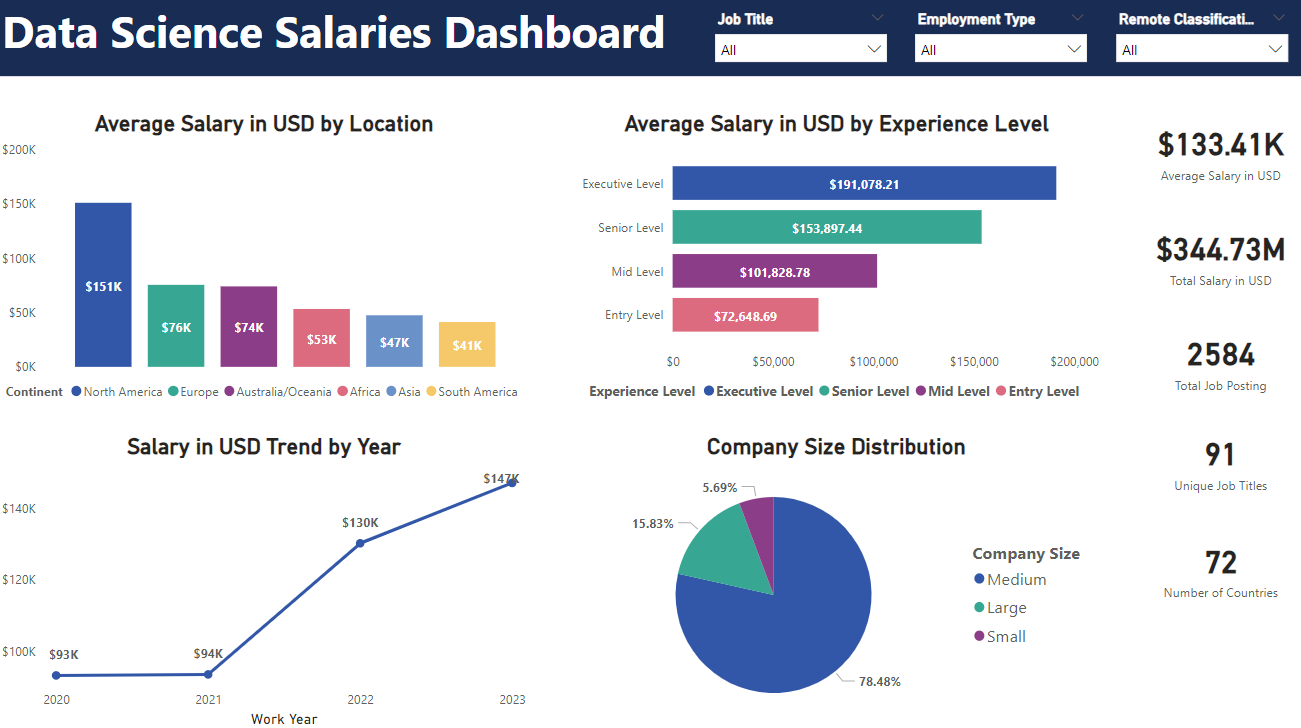 Data Science Salaries Dashboard
Job Title
All
Employment Type
All
Remote Classificati...
All
Average Salary in USD by Location
$200K
$150K
$100K
$50K
$0K
$151K
$76K
$74K
$53K
$47K
$41K
Continent North America Europe Australia/Oceania Africa Asia South America
Average Salary in USD by Experience Level
Executive Level $191,078.21
Senior Level $153,897.44
Mid Level $101,828.78
Entry Level $72,648.69
$0 $50,000 $100,000 $150,000 $200,000
Experience Level Executive Level Senior Level Mid Level Entry Level
$133.41K
Average Salary in USD
$344.73M
Total Salary in USD
2584
Total Job Posting
91
Unique Job Titles
72
Number of Countries
Salary in USD Trend by Year
$140K
$120K
$100K
$93K
$94K
$130K
$147K
2020 2021 2022 2023
Work Year
Company Size Distribution
5.69%
15.83%
78.48%
Company Size
Medium
Large
Small